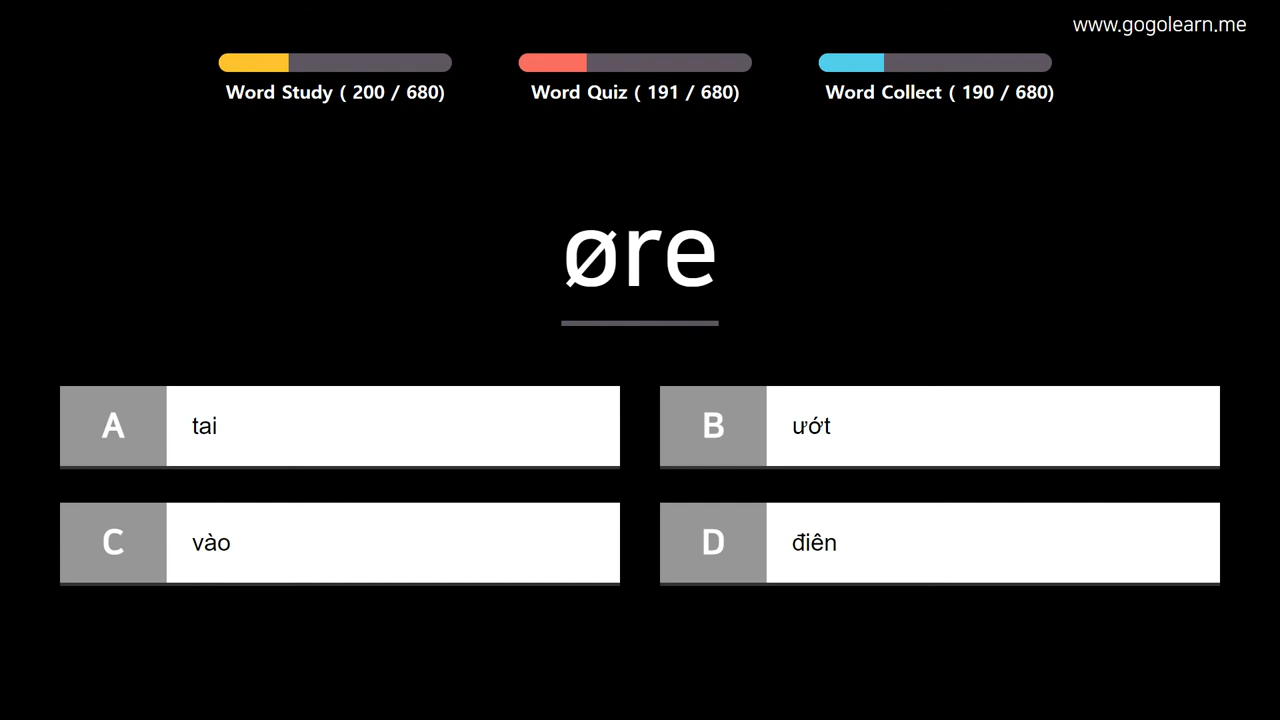 www.gogolearn.me
Word Study ( 200 / 680)
Word Quiz ( 191 / 680)
Word Collect ( 190 / 680)
øre
A tai
B ướt
C vào
D điên